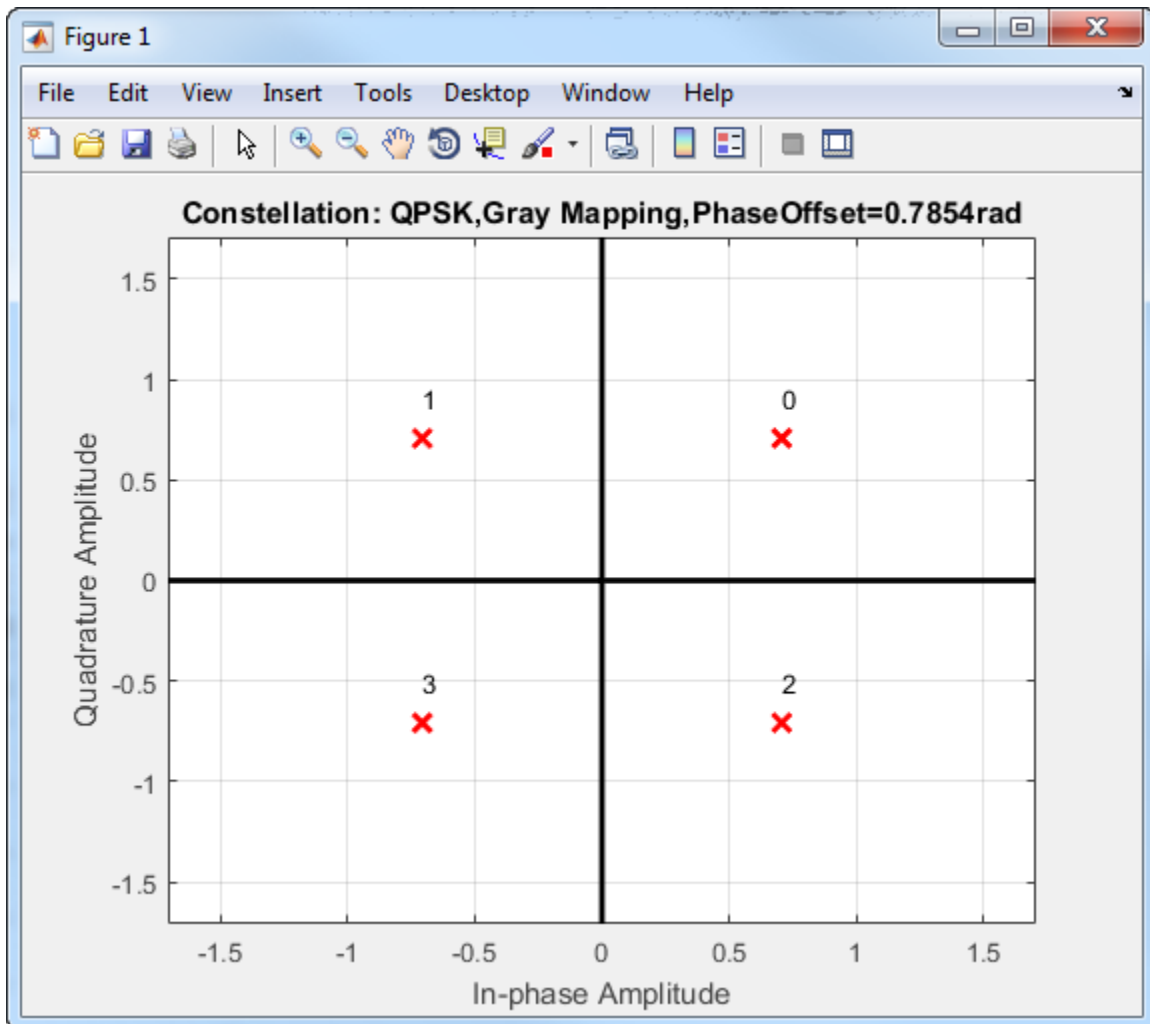 Figure 1
File Edit View Insert Tools Desktop Window Help
Constellation: QPSK,Gray Mapping,PhaseOffset=0.7854rad
Quadrature Amplitude
1.5
1
0.5
0
-0.5
-1
-1.5
1 0
3 2
-1.5 -1 -0.5 0 0.5 1 1.5
In-phase Amplitude